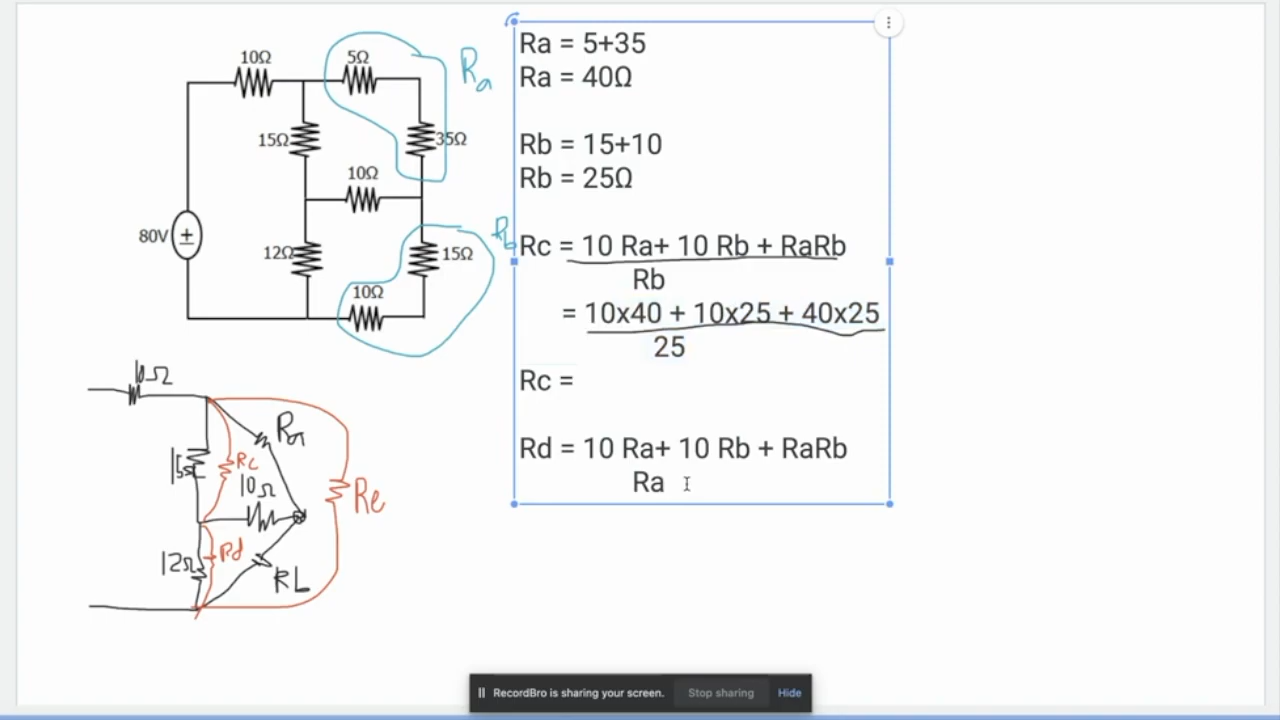 10Ω
5Ω
Ra
15Ω
35Ω
10Ω
80V
12Ω
15Ω
Rb
10Ω
Ra = 5+35
Ra = 40Ω
Rb = 15+10
Rb = 25Ω
Rc = 10 Ra+ 10 Rb + RaRb
Rb
= 10x40 + 10x25 + 40x25
25
Rc =
Rd = 10 Ra+ 10 Rb + RaRb
Ra
10Ω
Ra
15Ω
Rc
10Ω
Re
12Ω
Rd
RL
RecordBro is sharing your screen.
Stop sharing
Hide